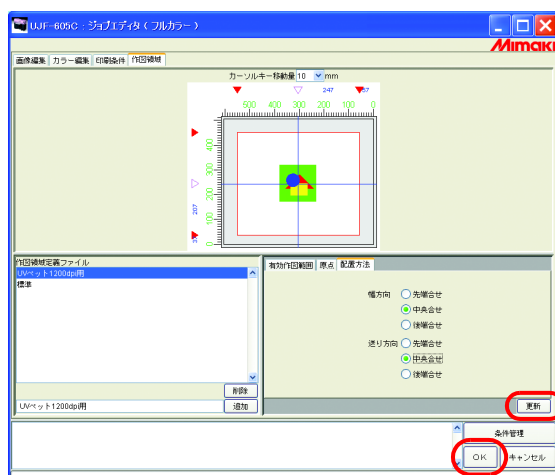 UJF-605C : ジョブエディタ ( フルカラー )
Mimaki
画像編集 カラー編集 印刷条件 作図領域
カーソルキー移動量 10 mm
247 37
600 400 300 200 100 0
400
300
200
100
0
207
作図領域定義ファイル
UVベット1200dpi用
標準
削除
UVベット1200dpi用 追加
有効作図範囲 原点 配置方法
幅方向 先端合せ
中央合せ
後端合せ
送り方向 先端合せ
中央合せ
後端合せ
更新
条件管理
OK キャンセル